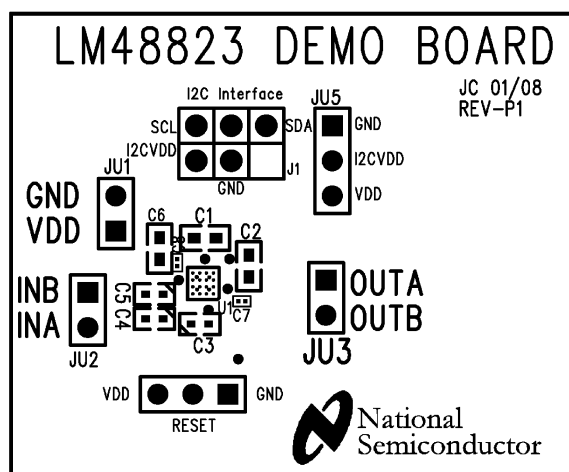 LM48823 DEMO BOARD
JC 01/08
REV-P1
I2C Interface
JU5
SCL
SDA
GND
I2CVDD
J1
I2CVDD
GND
VDD
JU1
GND
VDD
C6
C1
C2
C8
INB
INA
C5
C4
U1
C7
C3
JU2
OUTA
OUTB
JU3
VDD
GND
RESET
National
Semiconductor